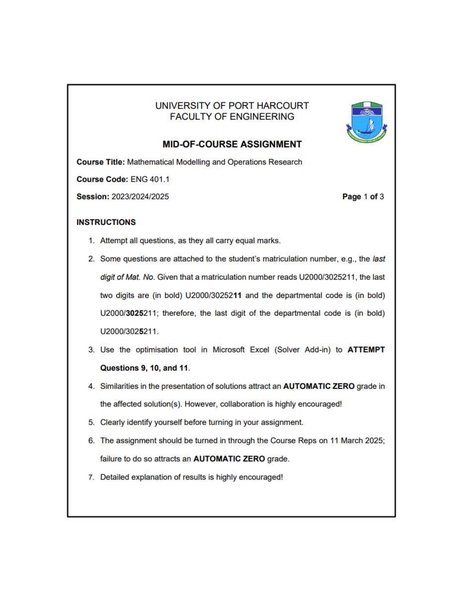 UNIVERSITY OF PORT HARCOURT
FACULTY OF ENGINEERING
MID-OF-COURSE ASSIGNMENT
Course Title: Mathematical Modelling and Operations Research
Course Code: ENG 401.1
Session: 2023/2024/2025 Page 1 of 3
INSTRUCTIONS
1. Attempt all questions, as they all carry equal marks.
2. Some questions are attached to the student's matriculation number, e.g., the last
digit of Mat. No. Given that a matriculation number reads U2000/3025211, the last
two digits are (in bold) U2000/3025211 and the departmental code is (in bold)
U2000/3025211; therefore, the last digit of the departmental code is (in bold)
U2000/3025211.
3. Use the optimisation tool in Microsoft Excel (Solver Add-in) to ATTEMPT
Questions 9, 10, and 11.
4. Similarities in the presentation of solutions attract an AUTOMATIC ZERO grade in
the affected solution(s). However, collaboration is highly encouraged!
5. Clearly identify yourself before turning in your assignment.
6. The assignment should be turned in through the Course Reps on 11 March 2025;
failure to do so attracts an AUTOMATIC ZERO grade.
7. Detailed explanation of results is highly encouraged!